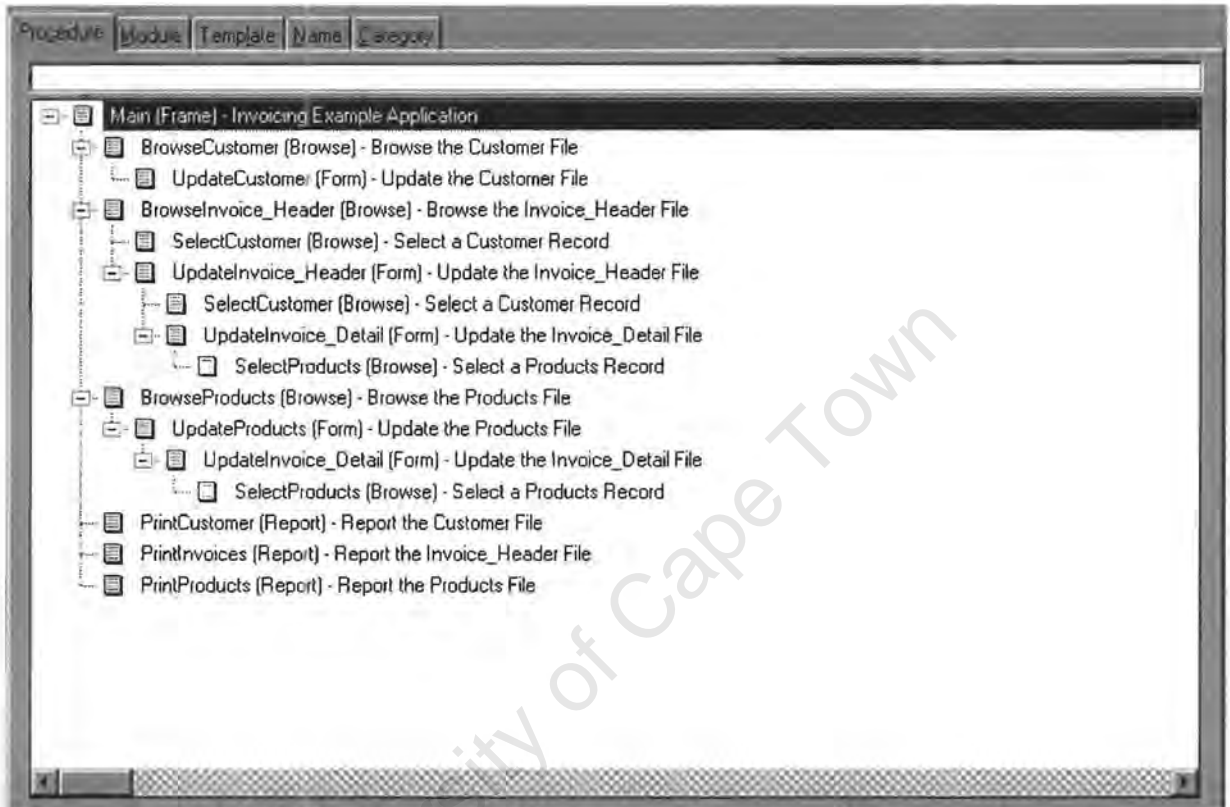 Procedure Module Template Name Category
Main (Frame) - Invoicing Example Application
BrowseCustomer (Browse) - Browse the Customer File
UpdateCustomer (Form) - Update the Customer File
BrowseInvoice_Header (Browse) - Browse the Invoice_Header File
SelectCustomer (Browse) - Select a Customer Record
UpdateInvoice_Header (Form) - Update the Invoice_Header File
SelectCustomer (Browse) - Select a Customer Record
UpdateInvoice_Detail (Form) - Update the Invoice_Detail File
SelectProducts (Browse) - Select a Products Record
BrowseProducts (Browse) - Browse the Products File
UpdateProducts (Form) - Update the Products File
UpdateInvoice_Detail (Form) - Update the Invoice_Detail File
SelectProducts (Browse) - Select a Products Record
PrintCustomer (Report) - Report the Customer File
PrintInvoices (Report) - Report the Invoice_Header File
PrintProducts (Report) - Report the Products File
ity of Cape Town